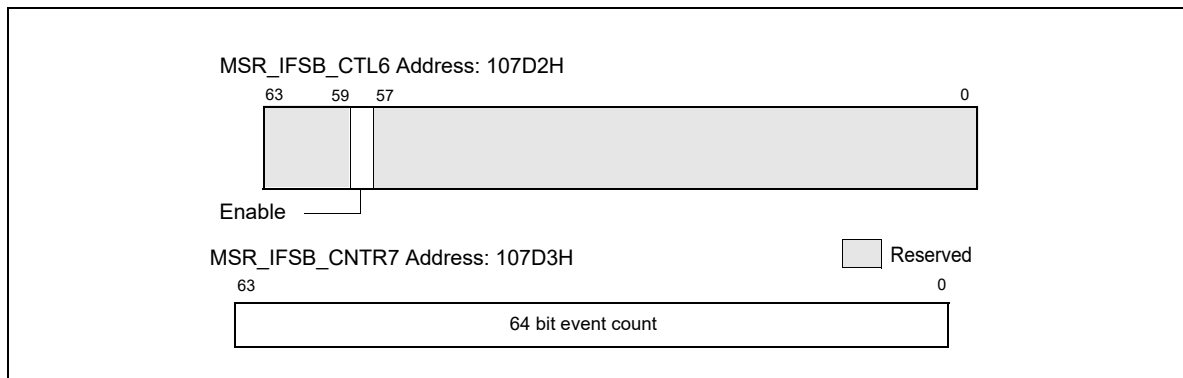 MSR_IFSB_CTL6 Address: 107D2H
63 59 57 0
Enable
MSR_IFSB_CNTR7 Address: 107D3H
Reserved
63 0
64 bit event count